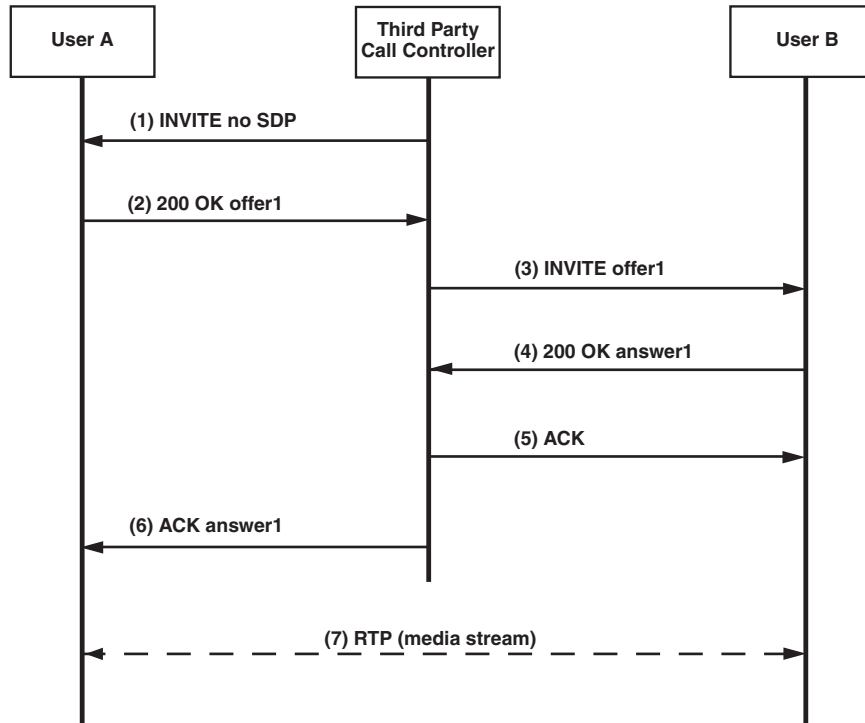 User A
Third Party
Call Controller
User B
(1) INVITE no SDP
(2) 200 OK offer1
(3) INVITE offer1
(4) 200 OK answer1
(5) ACK
(6) ACK answer1
(7) RTP (media stream)